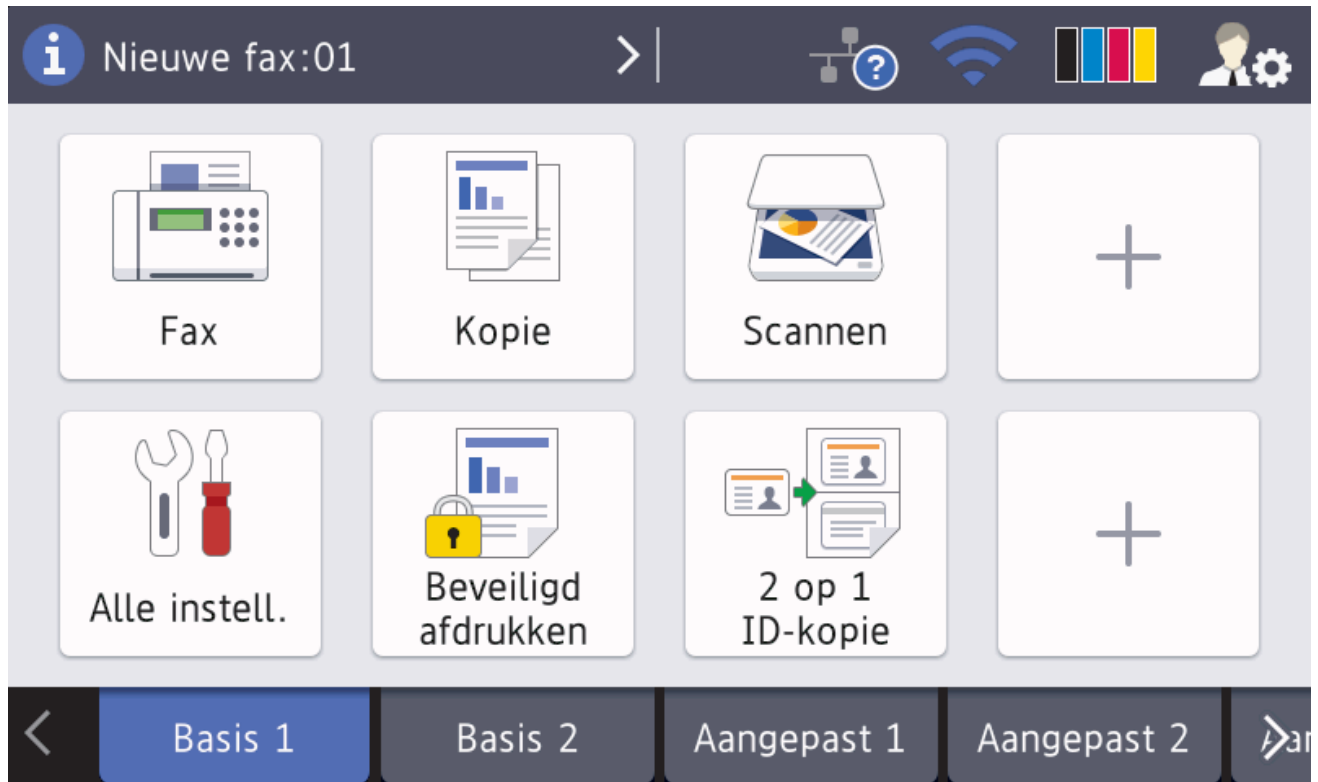 Nieuwe fax:01
Fax
Kopie
Scannen
Alle instell.
Beveiligd
afdrukken
2 op 1
ID-kopie
Basis 1
Basis 2
Aangepast 1
Aangepast 2